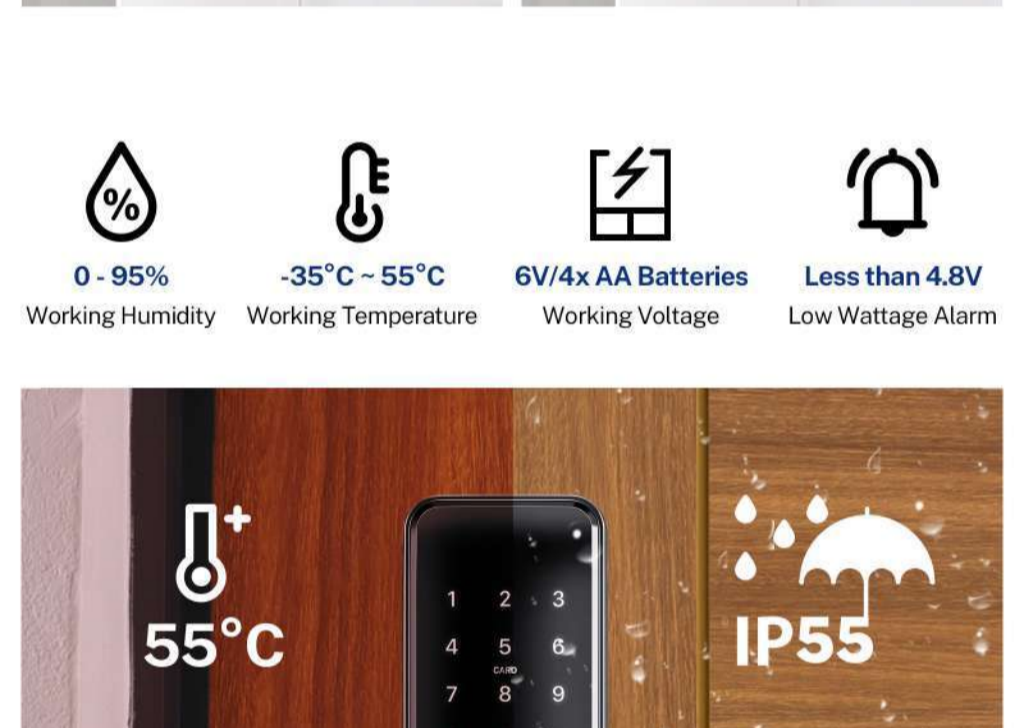 %
0 - 95%
Working Humidity
-35°C ~ 55°C
Working Temperature
6V/4x AA Batteries
Working Voltage
Less than 4.8V
Low Wattage Alarm
55°C
IP55
1 2 3
4 5 6
CARD
7 8 9